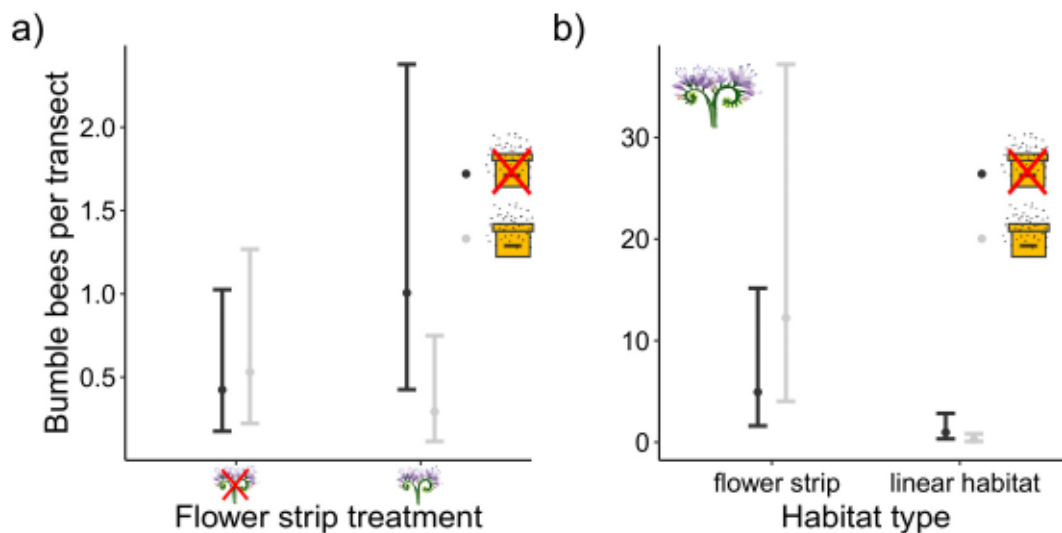 a)
Bumble bees per transect
2.0
1.5
1.0
0.5
Flower strip treatment
b)
30
20
10
0
flower strip linear habitat
Habitat type